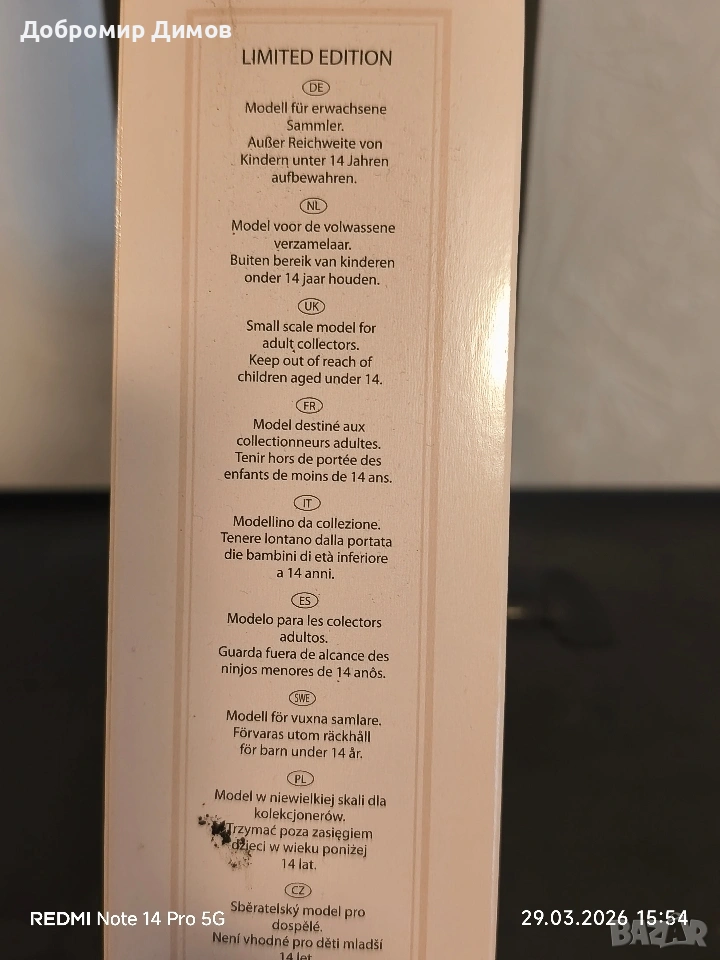 Добромир Димов
LIMITED EDITION
DE
Modell für erwachsene
Sammler.
Außer Reichweite von
Kindern unter 14 Jahren
aufbewahren.
NL
Model voor de volwassene
verzamelaar.
Buiten bereik van kinderen
onder 14 jaar houden.
UK
Small scale model for
adult collectors.
Keep out of reach of
children aged under 14.
FR
Model destiné aux
collectionneurs adultes.
Tenir hors de portée des
enfants de moins de 14 ans.
IT
Modellino da collezione.
Tenere lontano dalla portata
die bambini di età inferiore
a 14 anni.
ES
Modelo para les colectors
adultos.
Guarda fuera de alcance des
ninjos menores de 14 anôs.
SWE
Modell för vuxna samlare.
Förvaras utom räckhåll
för barn under 14 år.
PL
Model w niewielkiej skali dla
kolekcjonerów.
Trzymać poza zasięgiem
dzieci w wieku poniżej
14 lat.
CZ
Sběratelský model pro
dospělé.
Není vhodné pro děti mladší
14 let
REDMI Note 14 Pro 5G
29.03.2026 15:54
BAZAR